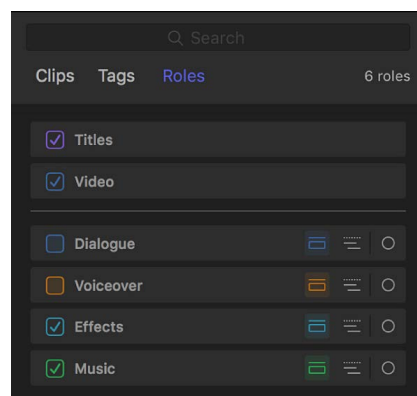 Search
Clips Tags Roles 6 roles
Titles
Video
Dialogue
Voiceover
Effects
Music